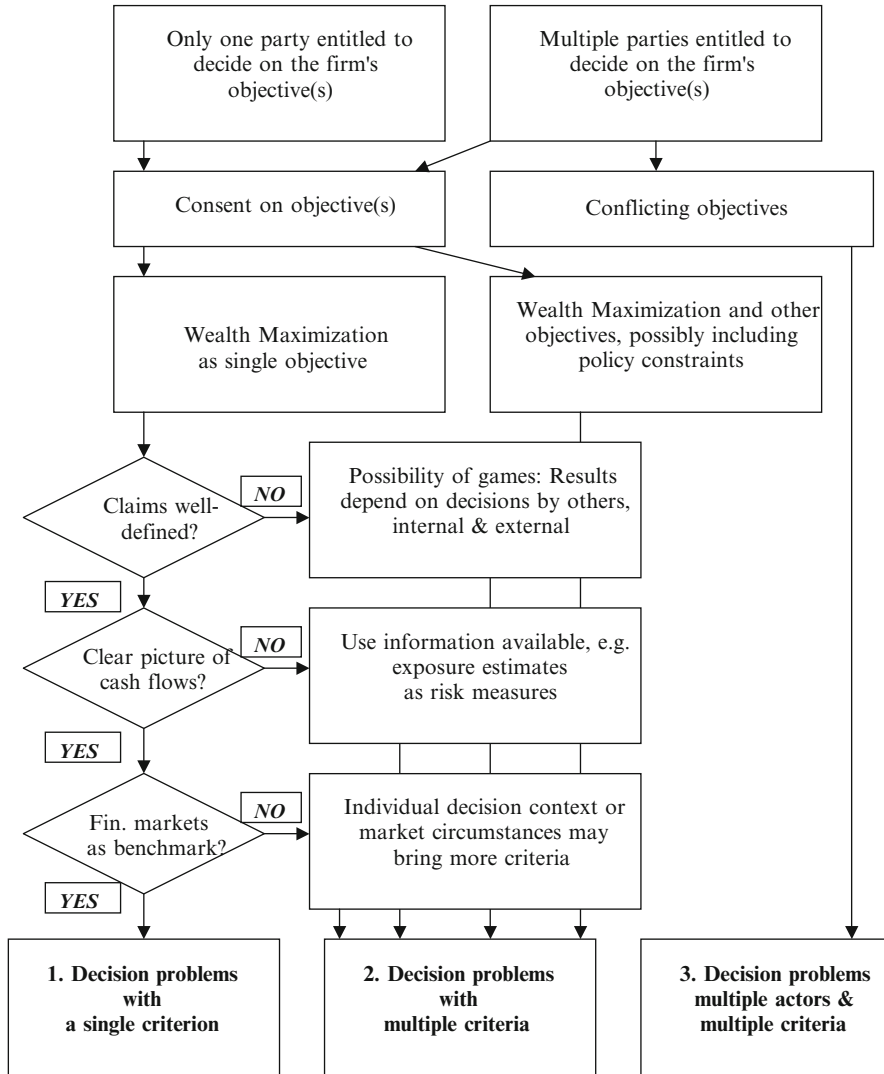 Only one party entitled to
decide on the firm's
objective(s)
Multiple parties entitled to
decide on the firm's
objective(s)
Consent on objective(s)
Conflicting objectives
Wealth Maximization
as single objective
Wealth Maximization and other
objectives, possibly including
policy constraints
Claims well-
defined?
NO
Possibility of games: Results
depend on decisions by others,
internal & external
YES
Clear picture of
cash flows?
NO
Use information available, e.g.
exposure estimates
as risk measures
YES
Fin. markets
as benchmark?
NO
Individual decision context or
market circumstances may
bring more criteria
YES
1. Decision problems
with
a single criterion
2. Decision problems
with
multiple criteria
3. Decision problems
multiple actors &
multiple criteria